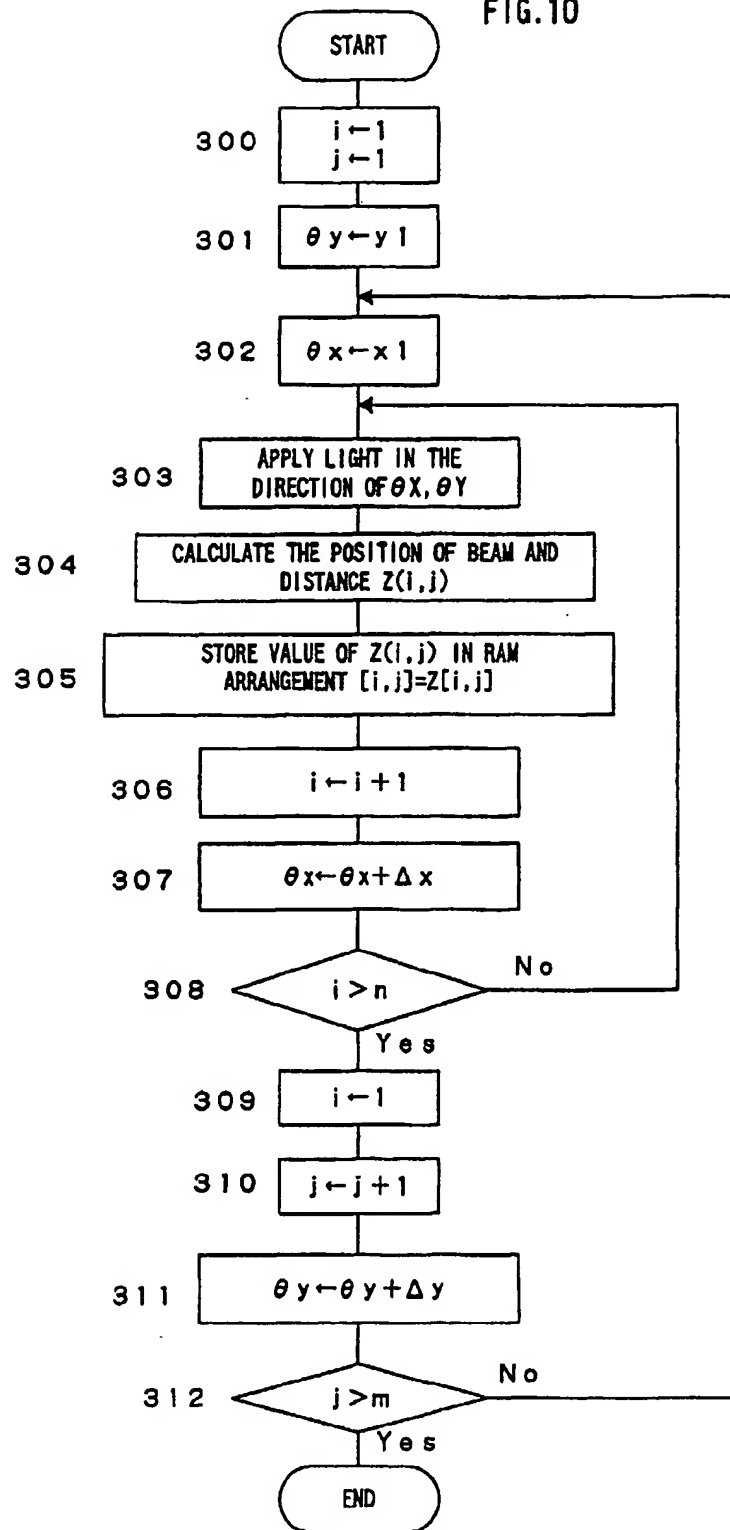 FIG.10
START
300
i←1
j←1
301
θy←y1
302
θx←x1
303
APPLY LIGHT IN THE
DIRECTION OF θX, θY
304
CALCULATE THE POSITION OF BEAM AND
DISTANCE Z(i,j)
305
STORE VALUE OF Z(i,j) IN RAM
ARRANGEMENT [i,j]=Z[i,j]
306
i←i+1
307
θx←θx+Δx
308
i>n
No
Yes
309
i←1
310
j←j+1
311
θy←θy+Δy
312
j>m
No
Yes
END